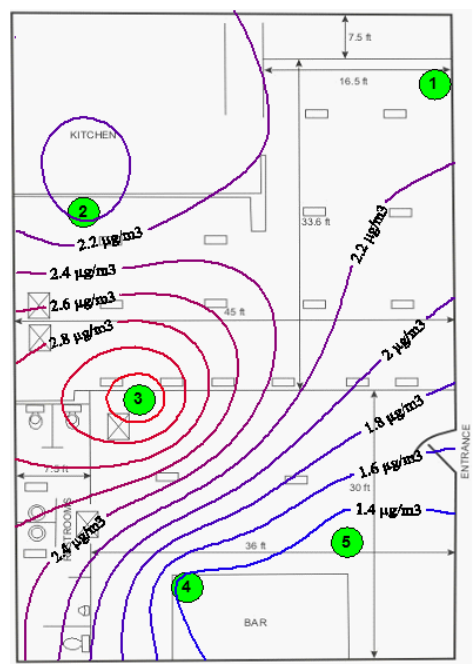 7.5 ft
1
16.5 ft
KITCHEN
2
33.6 ft
2.2 µg/m3
2.2 µg/m3
2.4 µg/m3
2.6 µg/m3
45 ft
2.8 µg/m3
2 µg/m3
3
1.8 µg/m3
ENTRANCE
1.6 µg/m3
7.5 ft
30 ft
1.4 µg/m3
RESTROOMS
2.4 µg/m3
5
36 ft
4
BAR